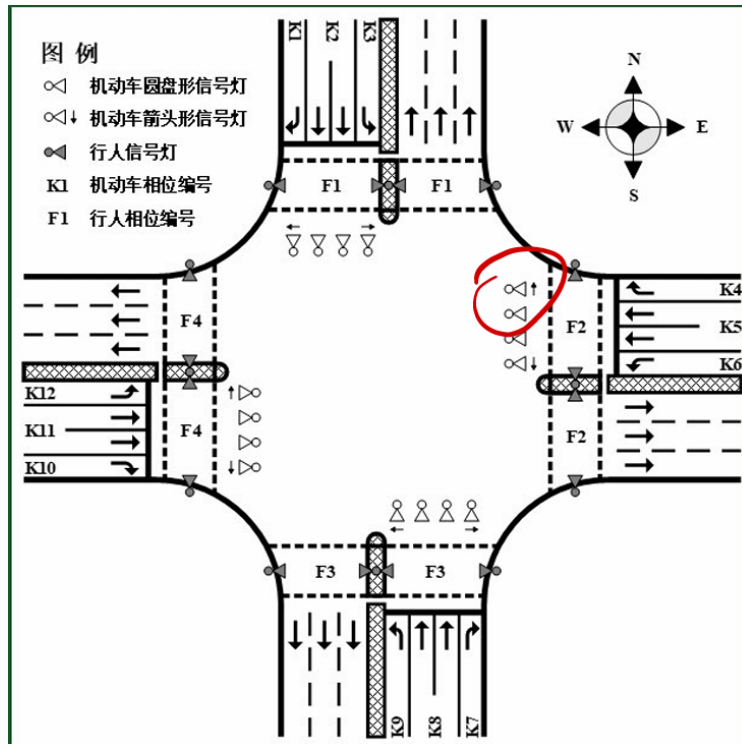 图 例
机动车圆盘形信号灯
机动车箭头形信号灯
行人信号灯
K1 机动车相位编号
F1 行人相位编号
K1 K2 K3
N
W E
S
F1 F1
K4
K5
K6
F4 F2
K12
K11
K10
F4 F2
F3 F3
K9 K8 K7